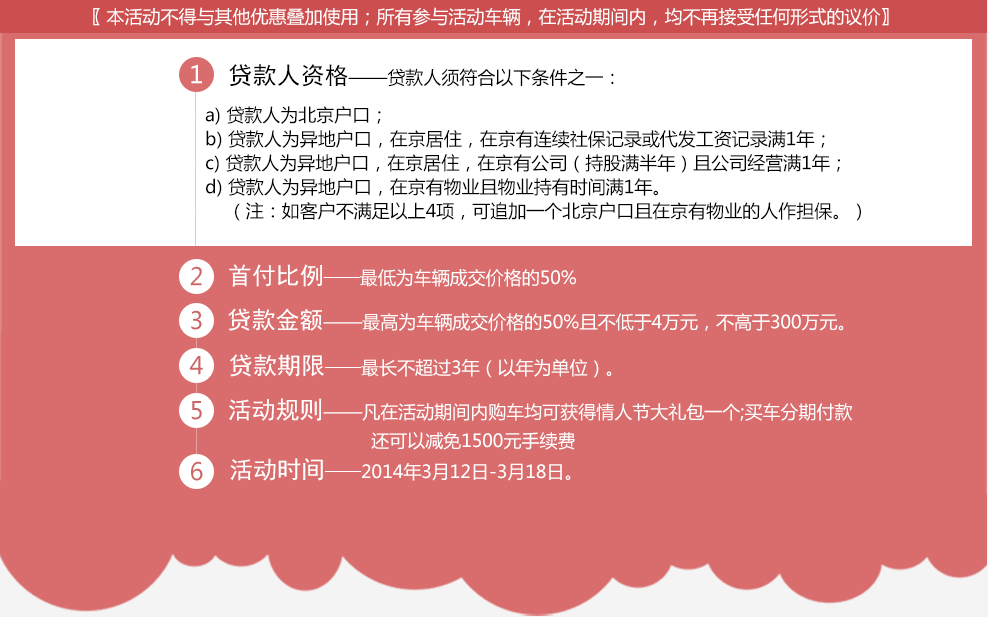 〖 本活动不得与其他优惠叠加使用；所有参与活动车辆，在活动期间内，均不再接受任何形式的议价〗
1 贷款人资格——贷款人须符合以下条件之一：
a) 贷款人为北京户口；
b) 贷款人为异地户口，在京居住，在京有连续社保记录或代发工资记录满1年；
c) 贷款人为异地户口，在京居住，在京有公司（持股满半年）且公司经营满1年；
d) 贷款人为异地户口，在京有物业且物业持有时间满1年。
（注：如客户不满足以上4项，可追加一个北京户口且在京有物业的人作担保。）
2 首付比例——最低为车辆成交价格的50%
3 贷款金额——最高为车辆成交价格的50%且不低于4万元，不高于300万元。
4 贷款期限——最长不超过3年（以年为单位）。
5 活动规则——凡在活动期间内购车均可获得情人节大礼包一个;买车分期付款
还可以减免1500元手续费
6 活动时间——2014年3月12日-3月18日。